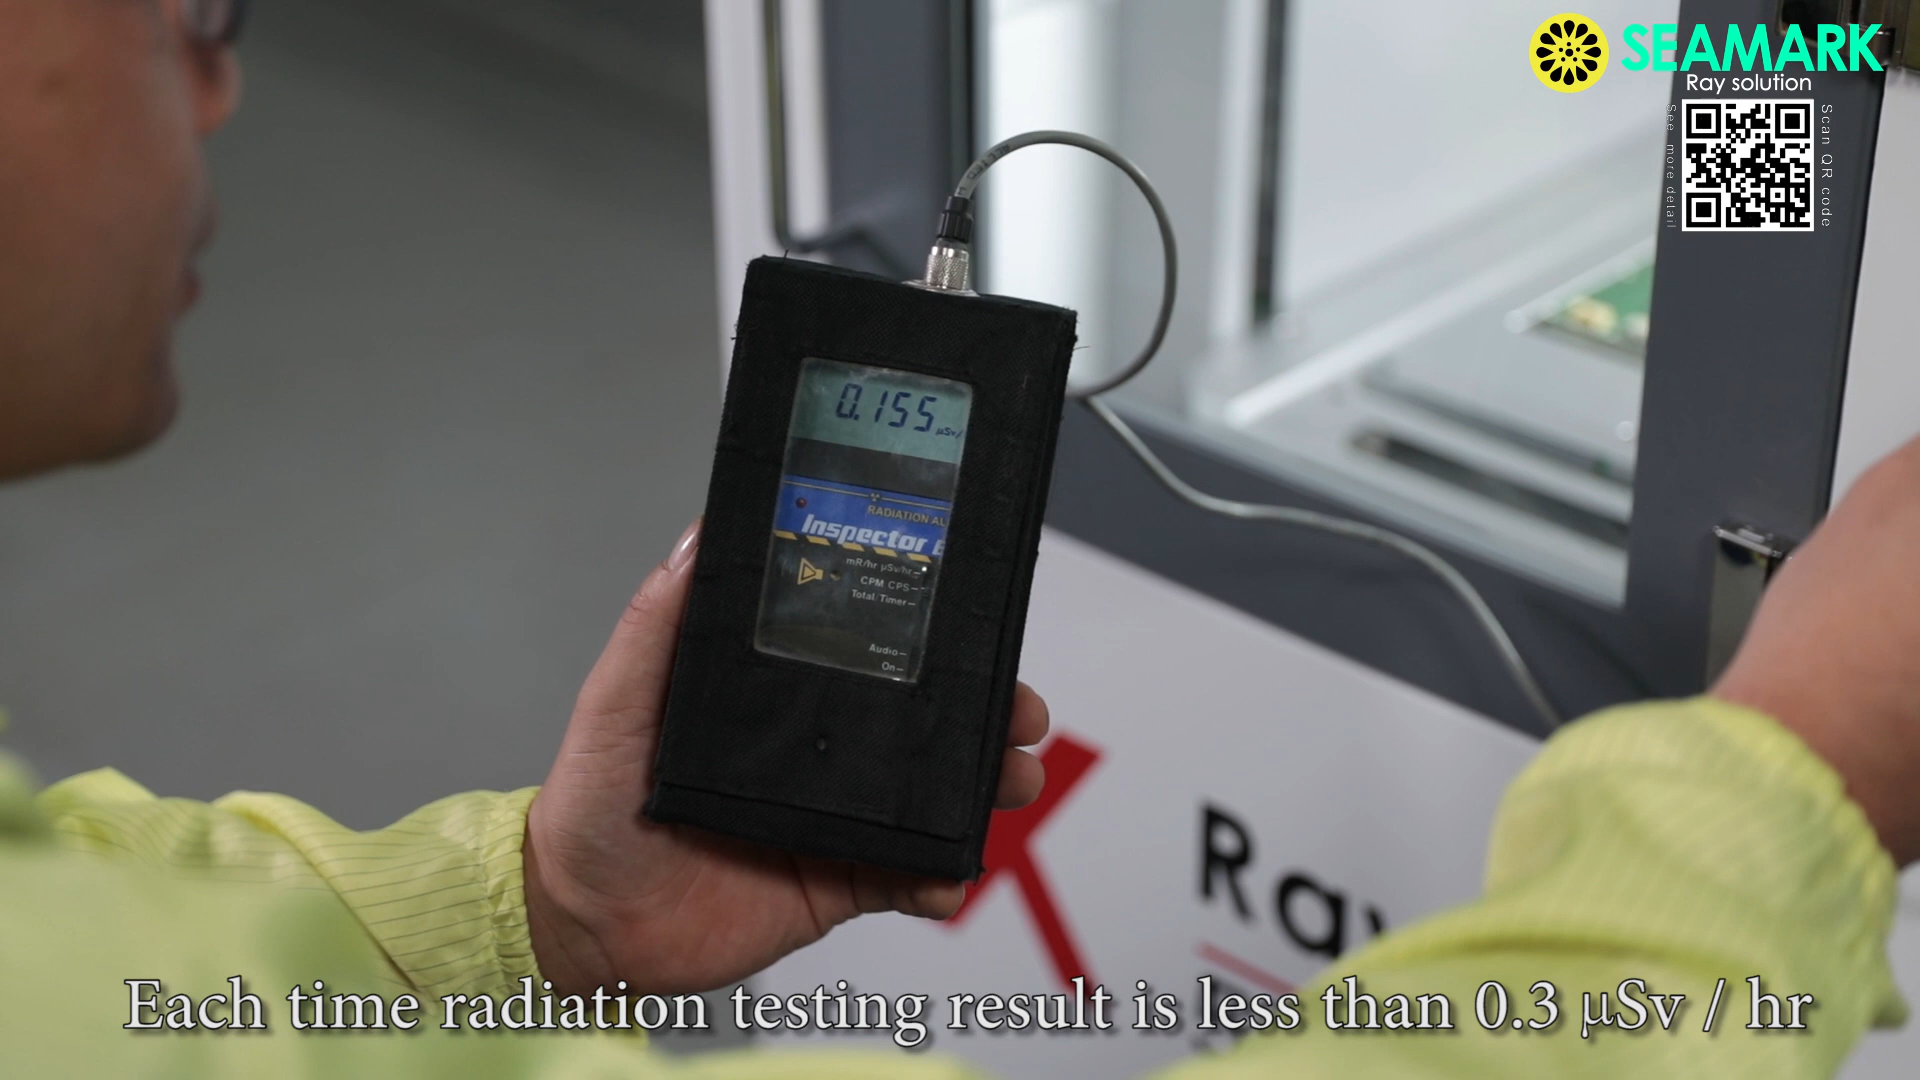 SEAMARK
Ray solution
See more detail
Scan QR code
0.155 µSv/
RADIATION AL
Inspector
mR/hr µSv/hr
CPM CPS
Total/Timer
Audio
On
X
Ray
Each time radiation testing result is less than 0.3 µSv / hr